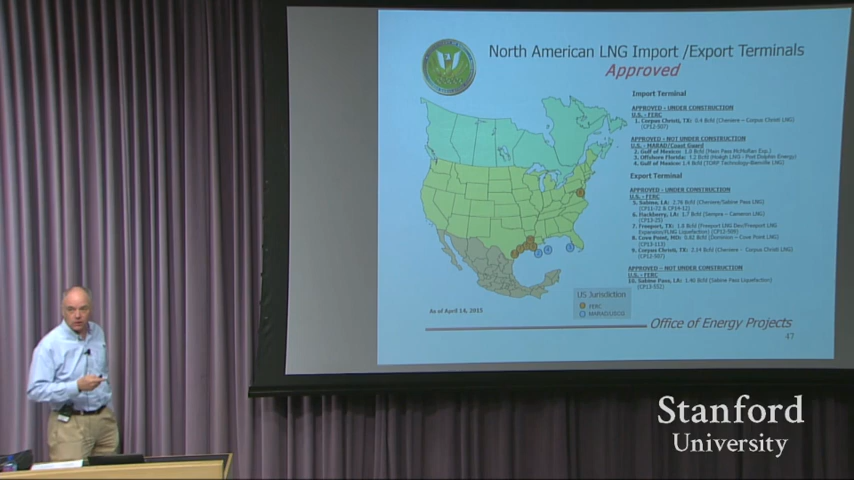 North American LNG Import /Export Terminals
Approved
Import Terminal
APPROVED – UNDER CONSTRUCTION
U.S. - FERC
1. Corpus Christi, TX: 0.4 Bcfd (Cheniere – Corpus Christi LNG)
(CP12-507)
APPROVED – NOT UNDER CONSTRUCTION
U.S. - MARAD/Coast Guard
2. Gulf of Mexico: 1.0 Bcfd (Main Pass McMoRan Exp.)
3. Offshore Florida: 1.2 Bcfd (Hoëgh LNG - Port Dolphin Energy)
4. Gulf of Mexico: 1.4 Bcfd (TORP Technology-Bienville LNG)
Export Terminal
APPROVED – UNDER CONSTRUCTION
U.S. - FERC
5. Sabine, LA: 2.76 Bcfd (Cheniere/Sabine Pass LNG)
(CP11-72 & CP14-12)
6. Hackberry, LA: 1.7 Bcfd (Sempra – Cameron LNG)
(CP13-25)
7. Freeport, TX: 1.8 Bcfd (Freeport LNG Dev/Freeport LNG
Expansion/FLNG Liquefaction) (CP12-509)
8. Cove Point, MD: 0.82 Bcfd (Dominion – Cove Point LNG)
(CP13-113)
9. Corpus Christi, TX: 2.14 Bcfd (Cheniere – Corpus Christi LNG)
(CP12-507)
APPROVED – NOT UNDER CONSTRUCTION
U.S. - FERC
10. Sabine Pass, LA: 1.40 Bcfd (Sabine Pass Liquefaction)
(CP13-552)
US Jurisdiction
FERC
MARAD/USCG
As of April 14, 2015
Office of Energy Projects
47
Stanford
University